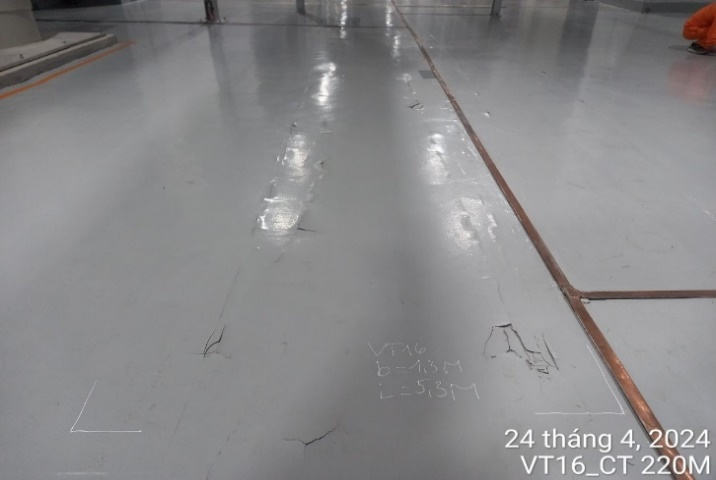 VT16
b=1,3M
L=5,3M
24 tháng 4, 2024
VT16_CT 220M